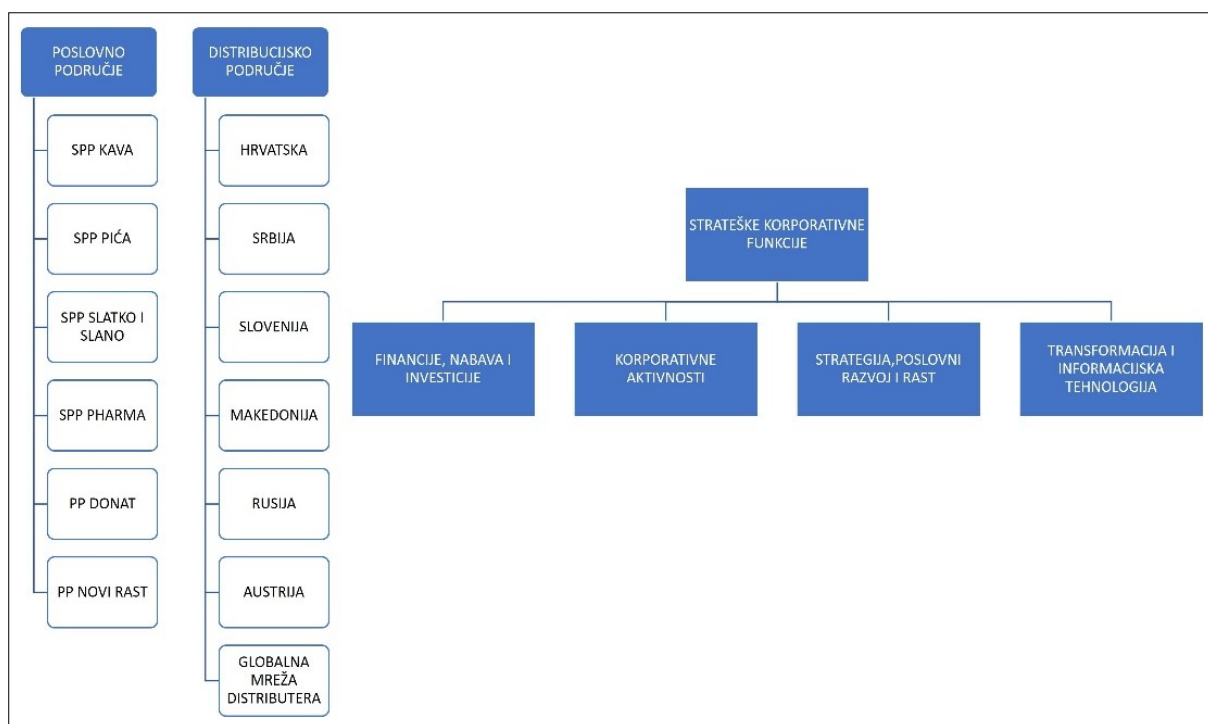 POSLOVNO
PODRUČJE
SPP KAVA
SPP PIĆA
SPP SLATKO I
SLANO
SPP PHARMA
PP DONAT
PP NOVI RAST
DISTRIBUCIJSKO
PODRUČJE
HRVATSKA
SRBIJA
SLOVENIJA
MAKEDONIJA
RUSIJA
AUSTRIJA
GLOBALNA
MREŽA
DISTRIBUTERA
STRATEŠKE KORPORATIVNE
FUNKCIJE
FINANCIJE, NABAVA I
INVESTICIJE
KORPORATIVNE
AKTIVNOSTI
STRATEGIJA,POSLOVNI
RAZVOJ I RAST
TRANSFORMACIJA I
INFORMACIJSKA
TEHNOLOGIJA